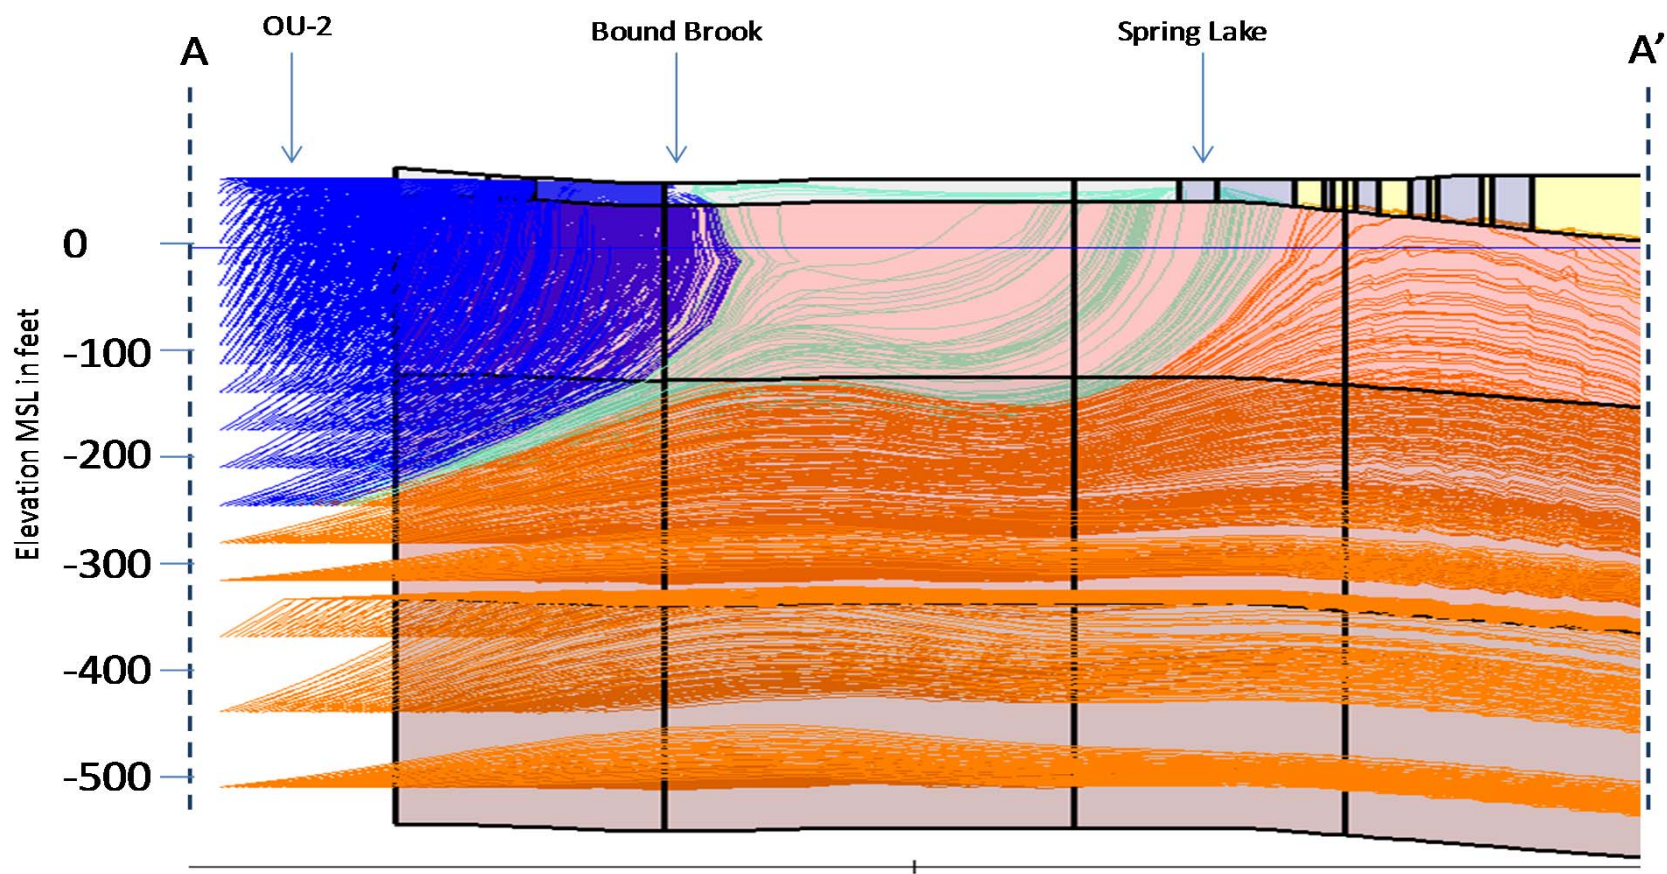 OU-2
Bound Brook
Spring Lake
A
A’
0
-100
-200
-300
-400
-500
Elevation MSL in feet